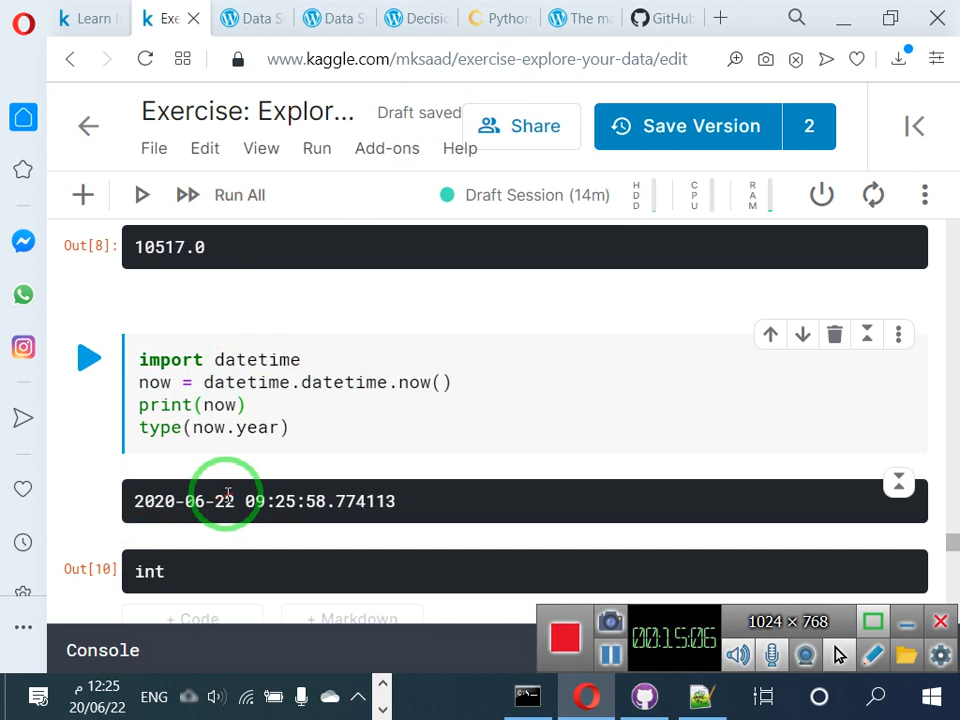 Learn I
Exe
Data S
Data S
Decisic
Python
The ma
GitHub
www.kaggle.com/mksaad/exercise-explore-your-data/edit
Exercise: Explor...
Draft saved
Share
Save Version
2
File
Edit
View
Run
Add-ons
Help
Run All
Draft Session (14m)
HDD
CPU
RAM
Out[8]:
10517.0
import datetime
now = datetime.datetime.now()
print(now)
type(now.year)
2020-06-22 09:25:58.774113
Out[10]
int
+ Code
+ Markdown
Console
00:15:06
1024 × 768
12:25 م
ENG
20/06/22